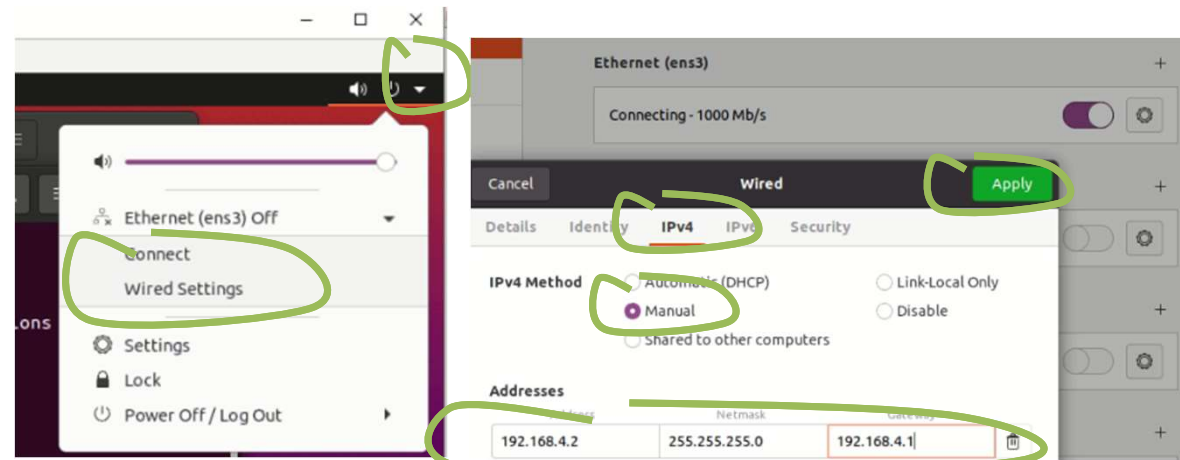 Ethernet (ens3) Off
Connect
Wired Settings
ons
Settings
Lock
Power Off / Log Out
Ethernet (ens3)
Connecting - 1000 Mb/s
Cancel Wired Apply
Details Identity IPv4 IPv6 Security
IPv4 Method Automatic (DHCP) Link-Local Only
Manual Disable
Shared to other computers
Addresses
Address Netmask Gateway
192.168.4.2 255.255.255.0 192.168.4.1